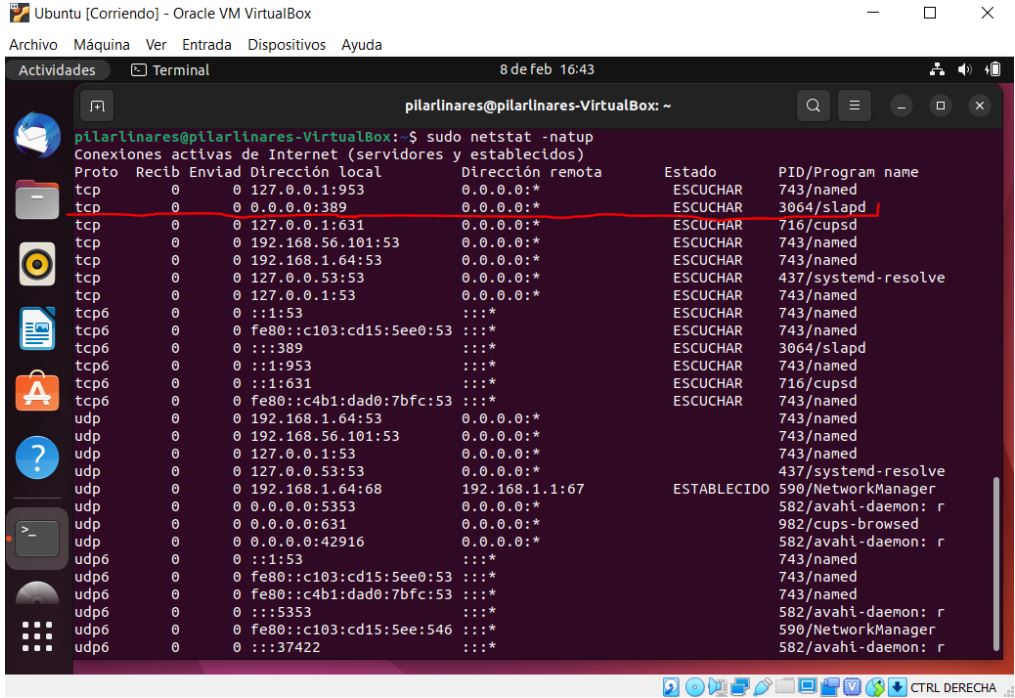 Ubuntu [Corriendo] - Oracle VM VirtualBox
Archivo Máquina Ver Entrada Dispositivos Ayuda
Actividades Terminal 8 de feb 16:43
pilarlinares@pilarlinares-VirtualBox: ~
pilarlinares@pilarlinares-VirtualBox:~$ sudo netstat -natup
Conexiones activas de Internet (servidores y establecidos)
Proto Recib Enviad Dirección local Dirección remota Estado PID/Program name
tcp 0 0 127.0.0.1:953 0.0.0.0:* ESCUCHAR 743/named
tcp 0 0 0.0.0.0:389 0.0.0.0:* ESCUCHAR 3064/slapd
tcp 0 0 127.0.0.1:631 0.0.0.0:* ESCUCHAR 716/cupsd
tcp 0 0 192.168.56.101:53 0.0.0.0:* ESCUCHAR 743/named
tcp 0 0 192.168.1.64:53 0.0.0.0:* ESCUCHAR 743/named
tcp 0 0 127.0.0.53:53 0.0.0.0:* ESCUCHAR 437/systemd-resolve
tcp 0 0 127.0.0.1:53 0.0.0.0:* ESCUCHAR 743/named
tcp6 0 0 ::1:53 :::* ESCUCHAR 743/named
tcp6 0 0 fe80::c103:cd15:5ee0:53 :::* ESCUCHAR 743/named
tcp6 0 0 :::389 :::* ESCUCHAR 3064/slapd
tcp6 0 0 ::1:953 :::* ESCUCHAR 743/named
tcp6 0 0 ::1:631 :::* ESCUCHAR 716/cupsd
tcp6 0 0 fe80::c4b1:dad0:7bfc:53 :::* ESCUCHAR 743/named
udp 0 0 192.168.1.64:53 0.0.0.0:* 743/named
udp 0 0 192.168.56.101:53 0.0.0.0:* 743/named
udp 0 0 127.0.0.1:53 0.0.0.0:* 743/named
udp 0 0 127.0.0.53:53 0.0.0.0:* 437/systemd-resolve
udp 0 0 192.168.1.64:68 192.168.1.1:67 ESTABLECIDO 590/NetworkManager
udp 0 0 0.0.0.0:5353 0.0.0.0:* 582/avahi-daemon: r
udp 0 0 0.0.0.0:631 0.0.0.0:* 982/cups-browsed
udp 0 0 0.0.0.0:42916 0.0.0.0:* 582/avahi-daemon: r
udp6 0 0 ::1:53 :::* 743/named
udp6 0 0 fe80::c103:cd15:5ee0:53 :::* 743/named
udp6 0 0 fe80::c4b1:dad0:7bfc:53 :::* 743/named
udp6 0 0 :::5353 :::* 582/avahi-daemon: r
udp6 0 0 fe80::c103:cd15:5ee:546 :::* 590/NetworkManager
udp6 0 0 :::37422 :::* 582/avahi-daemon: r
CTRL DERECHA